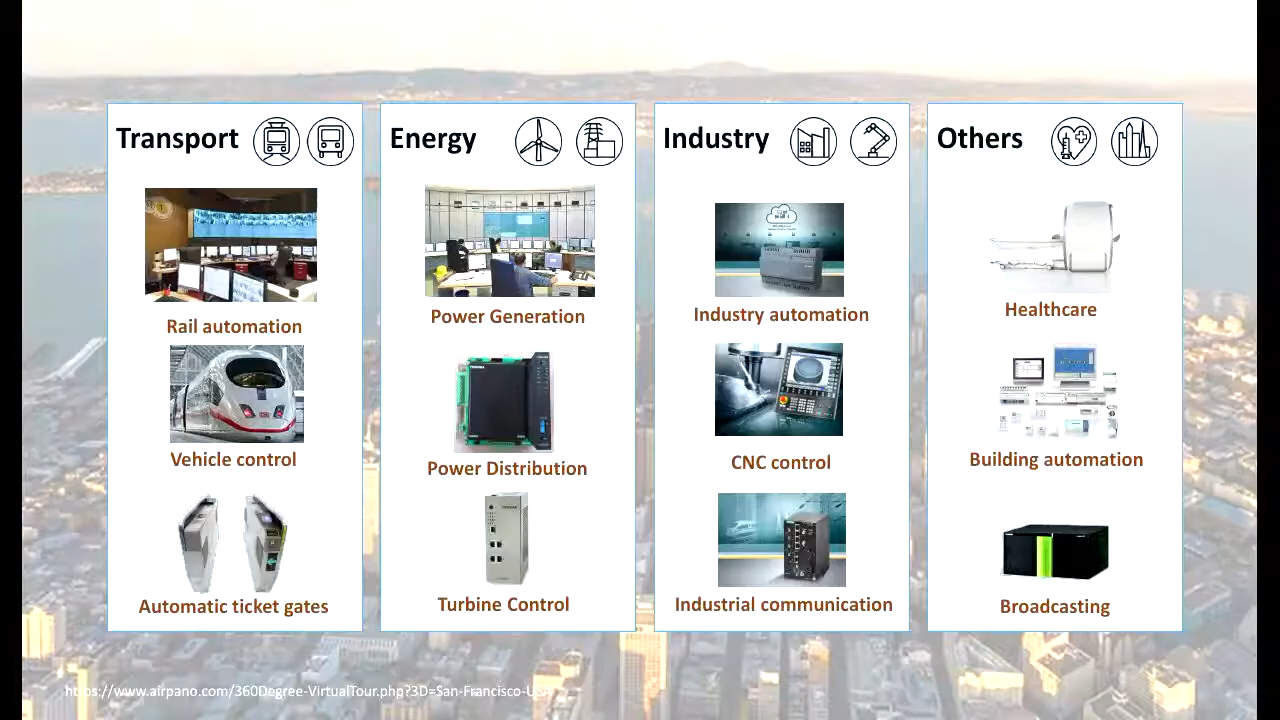 Transport
Energy
Industry
Others
Rail automation
Power Generation
Industry automation
Healthcare
Vehicle control
Power Distribution
CNC control
Building automation
Automatic ticket gates
Turbine Control
Industrial communication
Broadcasting
https://www.airpano.com/360Degree-VirtualTour.php?3D=San-Francisco-USA